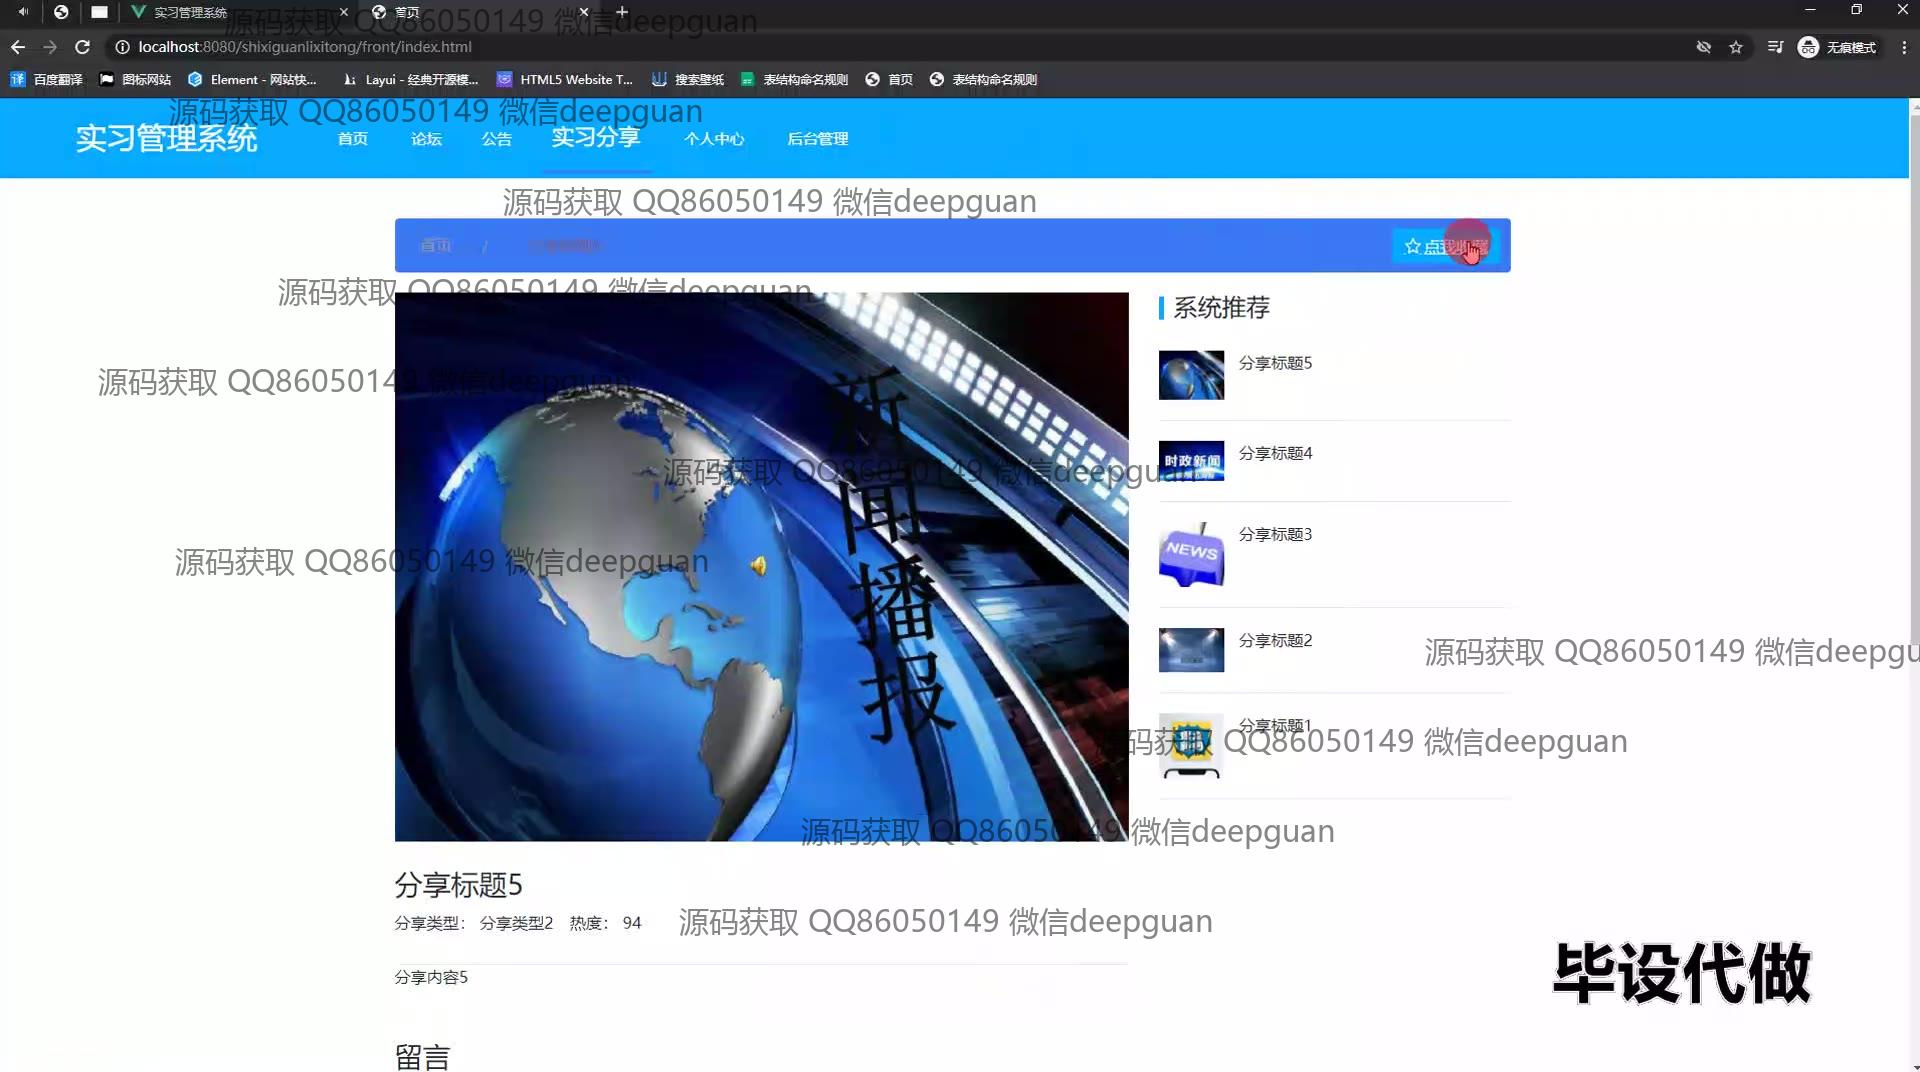 实习管理系统
首页
localhost:8080/shixiguanlixitong/front/index.html
无痕模式
百度翻译
图标网站
Element - 网站快...
Layui - 经典开源模...
HTML5 Website T...
搜索壁纸
表结构命名规则
首页
表结构命名规则
源码获取 QQ86050149 微信deepguan
源码获取 QQ86050149 微信deepguan
实习管理系统
首页
论坛
公告
实习分享
个人中心
后台管理
源码获取 QQ86050149 微信deepguan
首页 /
点我收藏
源码获取 QQ86050149 微信deepguan
系统推荐
分享标题5
源码获取 QQ86050149 微信deepguan
新闻播报
分享标题4
时政新闻
源码获取 QQ86050149 微信deepguan
分享标题3
NEWS
源码获取 QQ86050149 微信deepguan
分享标题2
源码获取 QQ86050149 微信deepgu
分享标题1
源码获取 QQ86050149 微信deepguan
源码获取 QQ86050149 微信deepguan
分享标题5
分享类型： 分享类型2 热度： 94
源码获取 QQ86050149 微信deepguan
分享内容5
毕设代做
留言